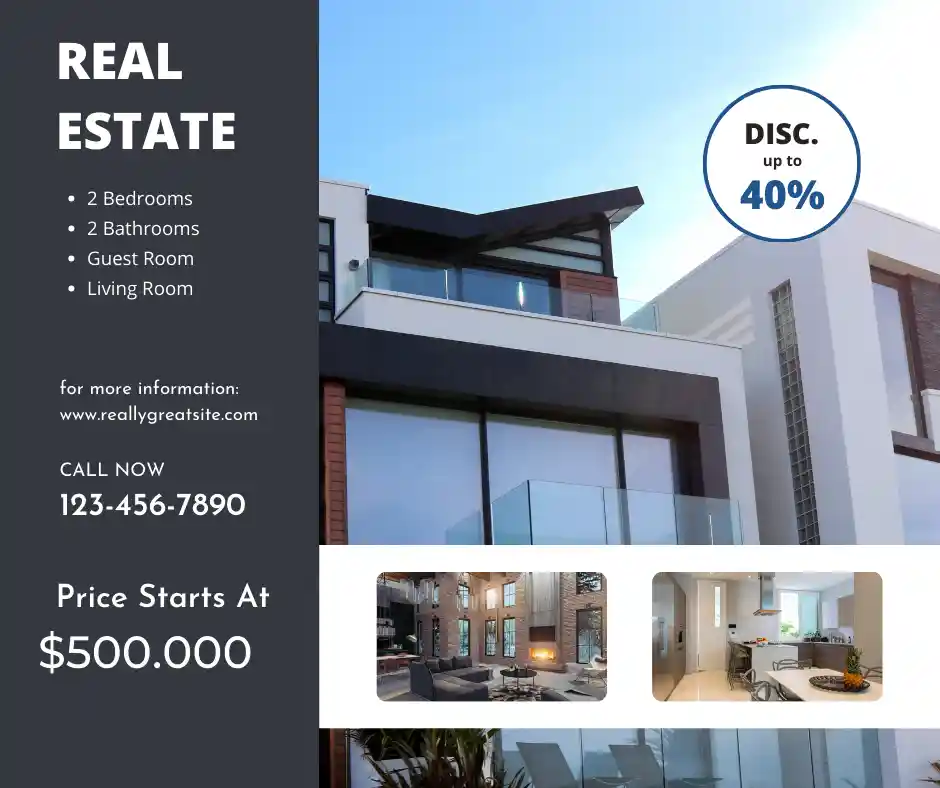 REAL
ESTATE
• 2 Bedrooms
• 2 Bathrooms
• Guest Room
• Living Room
for more information:
www.reallygreatsite.com
CALL NOW
123-456-7890
Price Starts At
$500.000
DISC.
up to
40%